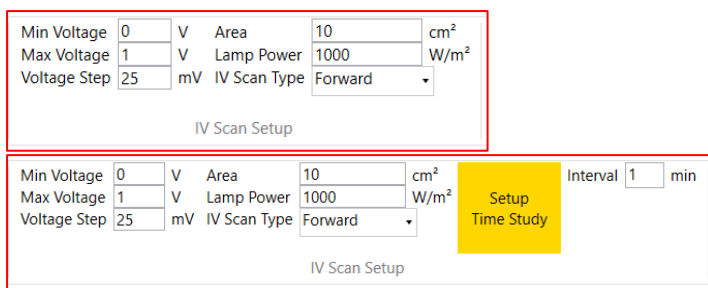 Min Voltage 0 V Area 10 cm²
Max Voltage 1 V Lamp Power 1000 W/m²
Voltage Step 25 mV IV Scan Type Forward
IV Scan Setup
Min Voltage 0 V Area 10 cm² Interval 1 min
Max Voltage 1 V Lamp Power 1000 W/m² Setup
Voltage Step 25 mV IV Scan Type Forward Time Study
IV Scan Setup